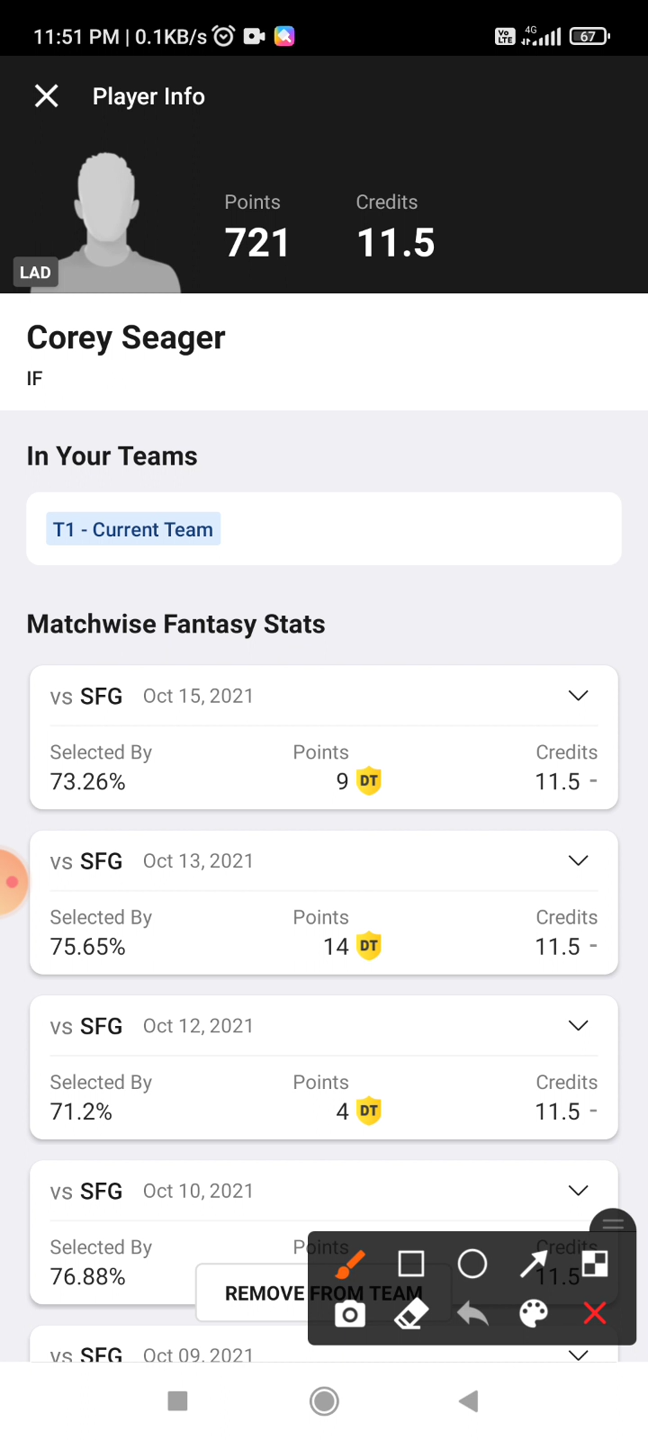 11:51 PM | 0.1KB/s
Vo LTE 4G 67
Player Info
Points Credits
721 11.5
LAD
Corey Seager
IF
In Your Teams
T1 - Current Team
Matchwise Fantasy Stats
vs SFG Oct 15, 2021
Selected By Points Credits
73.26% 9 DT 11.5 -
vs SFG Oct 13, 2021
Selected By Points Credits
75.65% 14 DT 11.5 -
vs SFG Oct 12, 2021
Selected By Points Credits
71.2% 4 DT 11.5 -
vs SFG Oct 10, 2021
Selected By Points Credits
76.88% 11.5
REMOVE FROM TEAM
vs SFG Oct 09, 2021